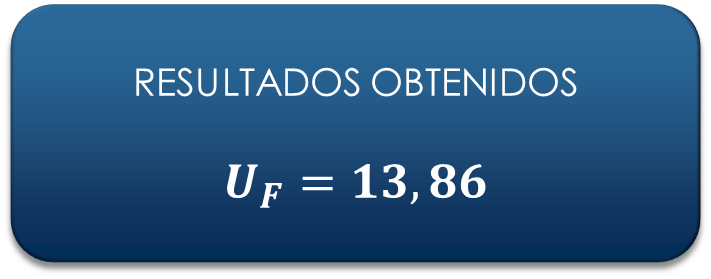 RESULTADOS OBTENIDOS
U_F = 13,86